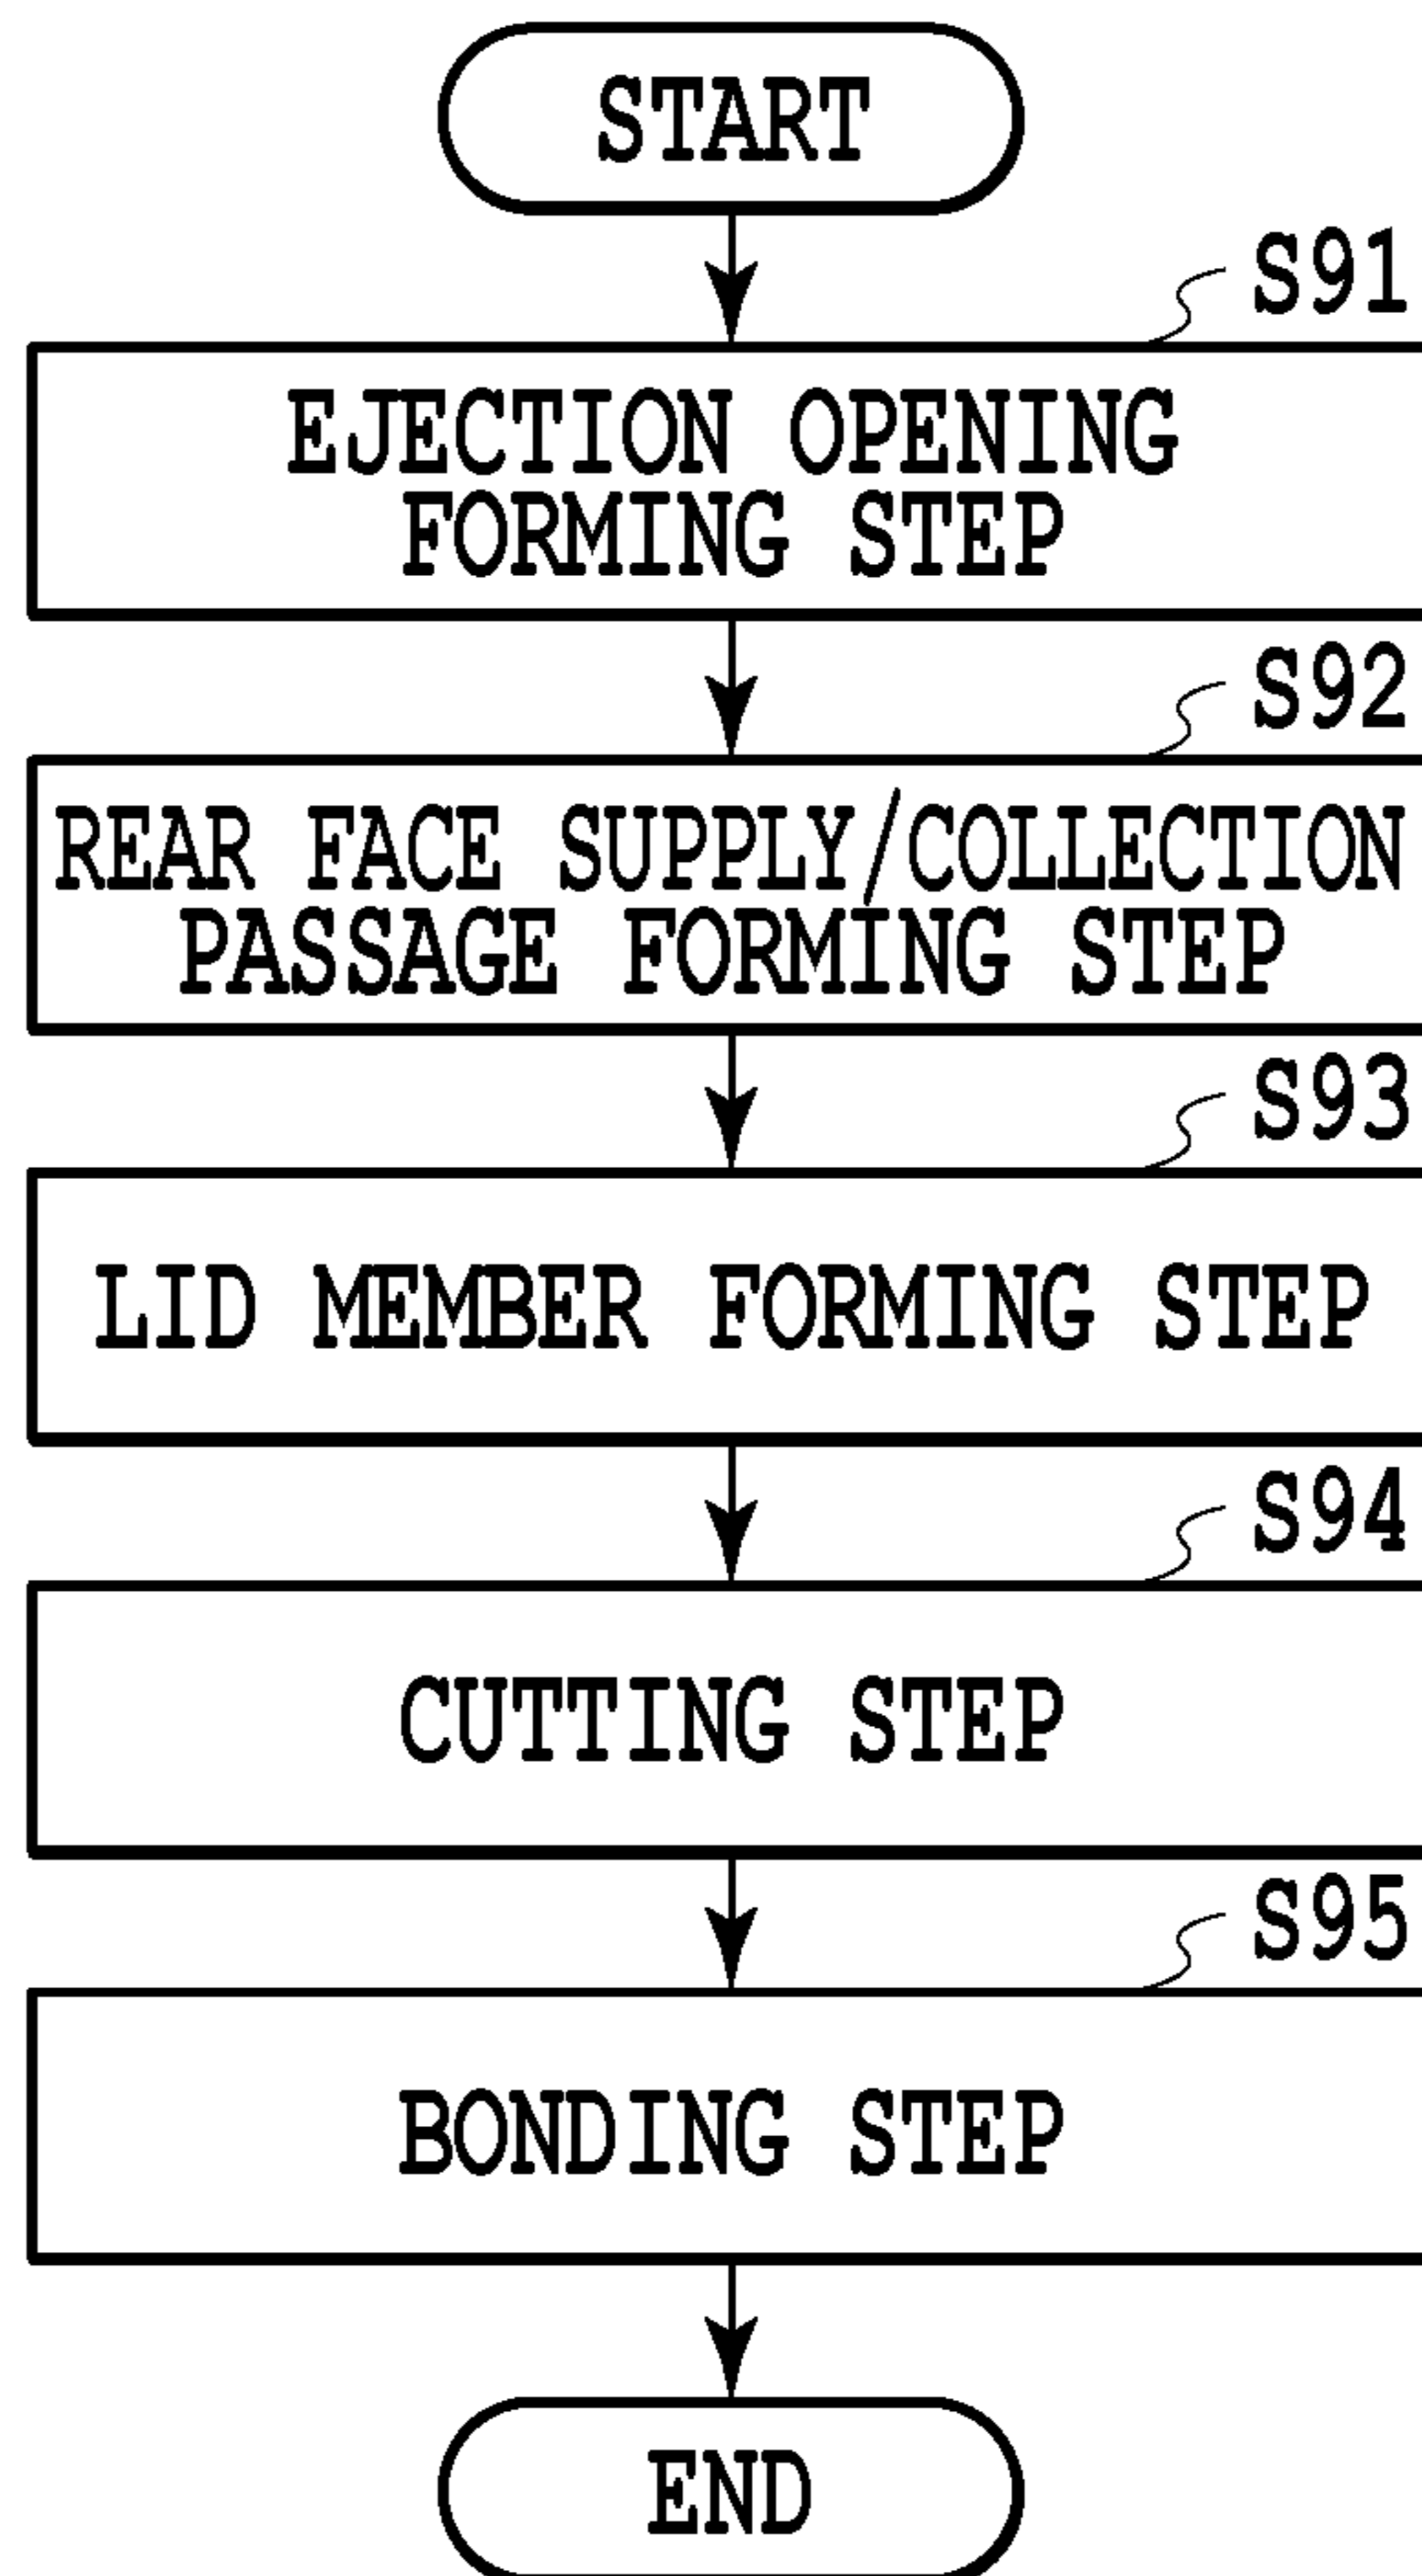 START
S91
EJECTION OPENING
FORMING STEP
S92
REAR FACE SUPPLY/COLLECTION
PASSAGE FORMING STEP
S93
LID MEMBER FORMING STEP
S94
CUTTING STEP
S95
BONDING STEP
END